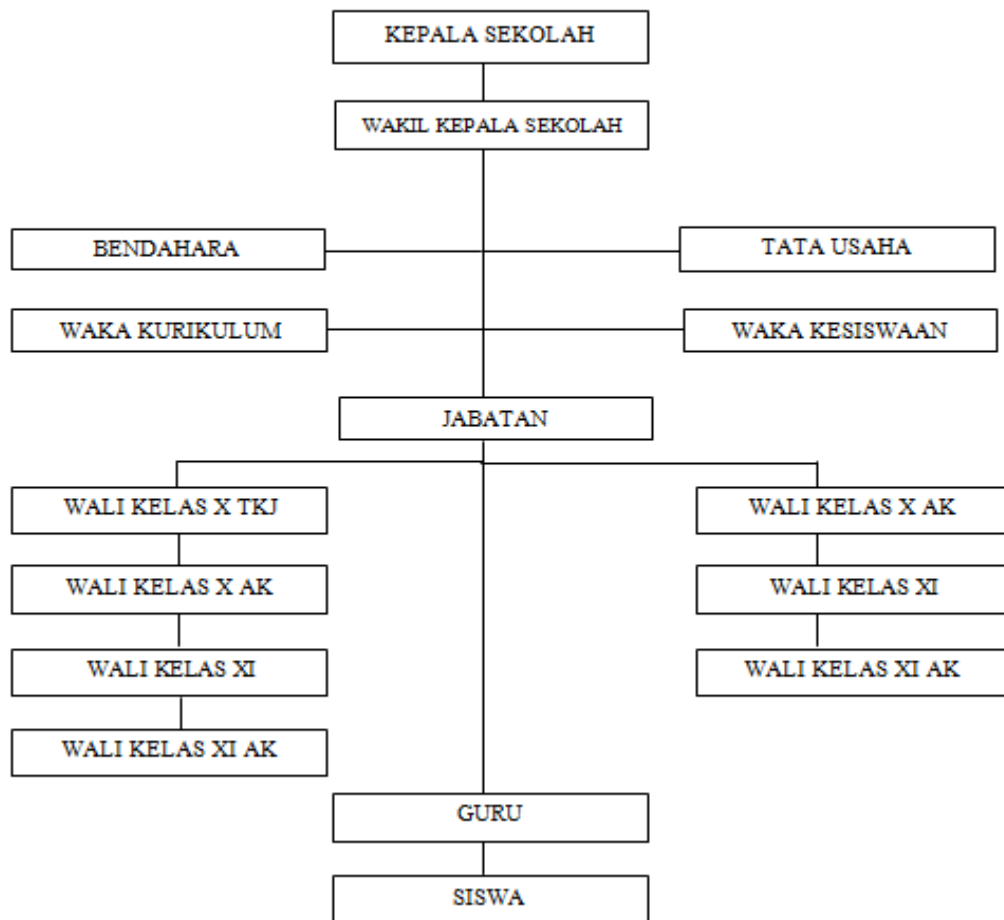 KEPALA SEKOLAH
WAKIL KEPALA SEKOLAH
BENDAHARA
TATA USAHA
WAKA KURIKULUM
WAKA KESISWAAN
JABATAN
WALI KELAS X TKJ
WALI KELAS X AK
WALI KELAS X AK
WALI KELAS XI
WALI KELAS XI
WALI KELAS XI AK
WALI KELAS XI AK
GURU
SISWA